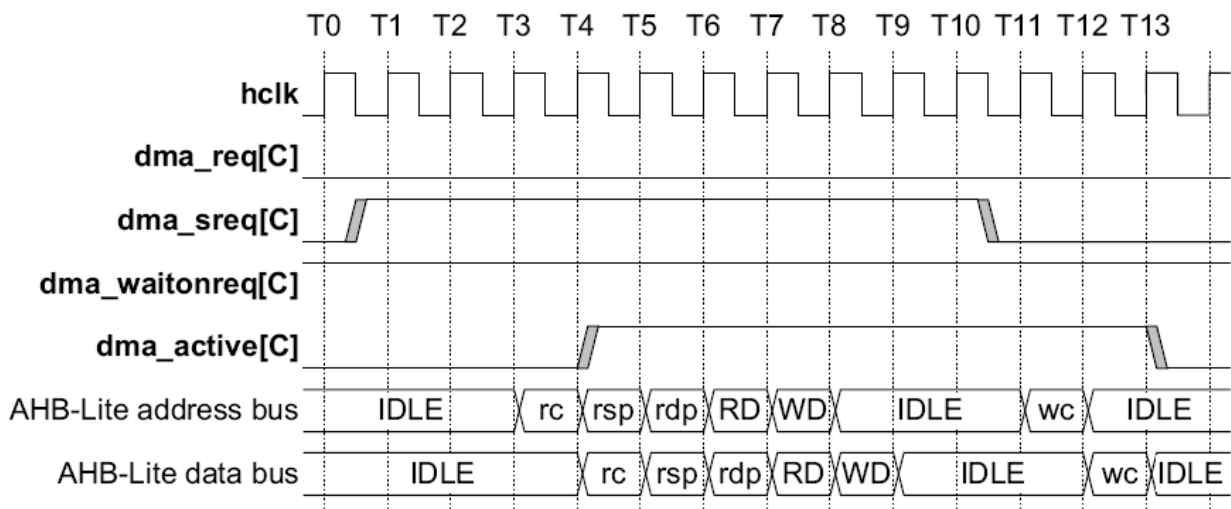 T0 T1 T2 T3 T4 T5 T6 T7 T8 T9 T10 T11 T12 T13
hclk
dma_req[C]
dma_sreq[C]
dma_waitonreq[C]
dma_active[C]
AHB-Lite address bus IDLE rc rsp rdp RD WD IDLE wc IDLE
AHB-Lite data bus IDLE rc rsp rdp RD WD IDLE wc IDLE